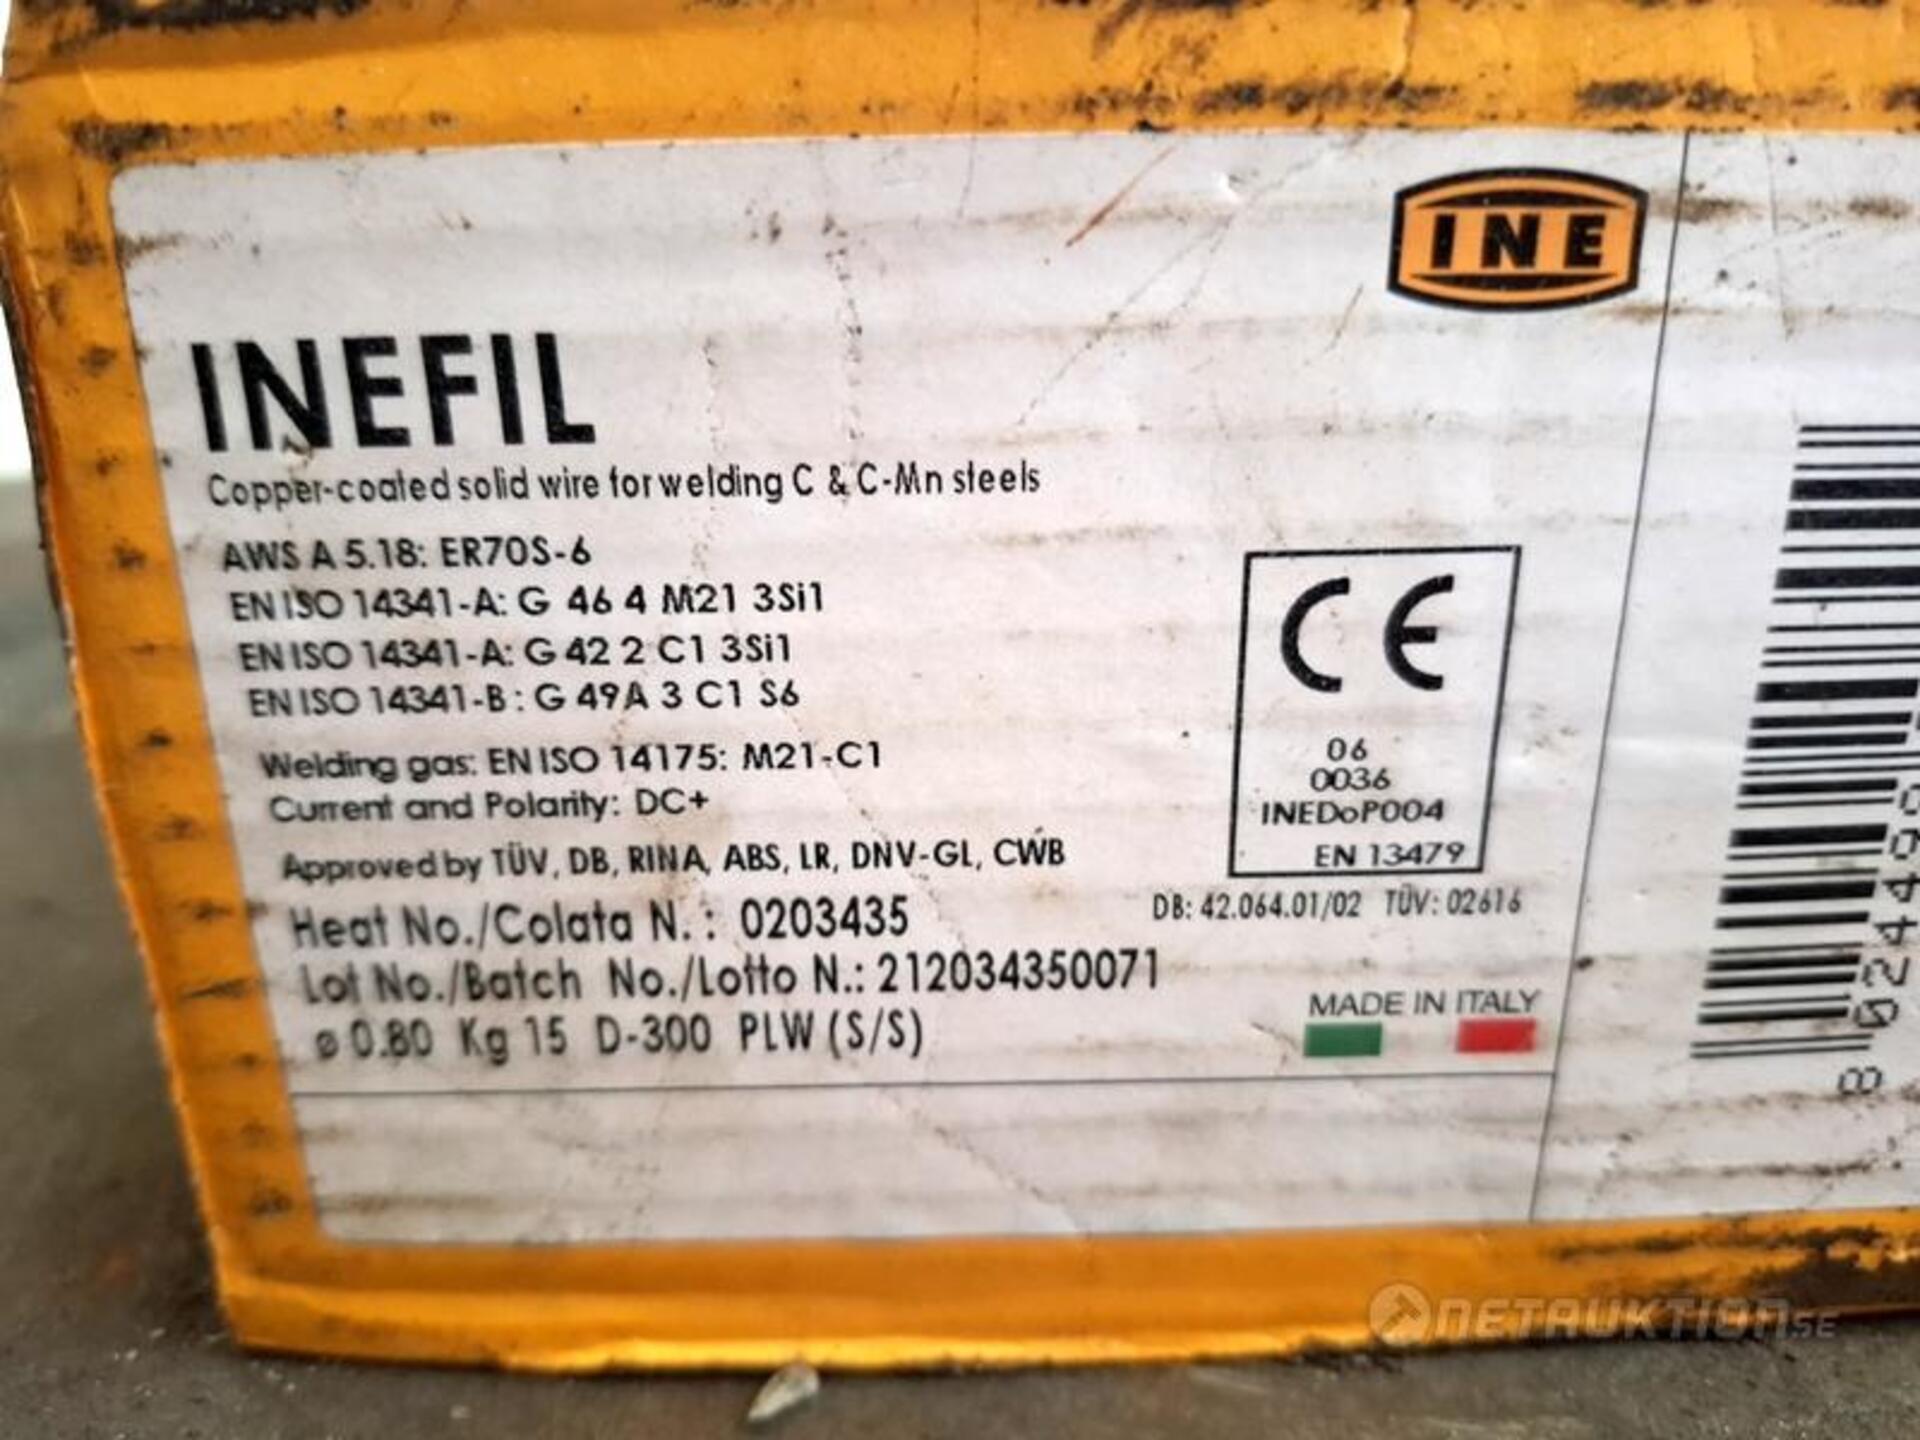 INE
INEFIL
Copper-coated solid wire for welding C & C-Mn steels
AWS A 5.18: ER70S-6
EN ISO 14341-A: G 46 4 M21 3Si1
EN ISO 14341-A: G 42 2 C1 3Si1
EN ISO 14341-B: G 49A 3 C1 S6
Welding gas: EN ISO 14175: M21-C1
Current and Polarity: DC+
Approved by TÜV, DB, RINA, ABS, LR, DNV-GL, CWB
Heat No./Colata N. : 0203435
Lot No./Batch No./Lotto N.: 212034350071
ø 0.80 Kg 15 D-300 PLW (S/S)
CE
06
0036
INEDoP004
EN 13479
DB: 42.064.01/02 TÜV: 02616
MADE IN ITALY
NETAUKTION.SE